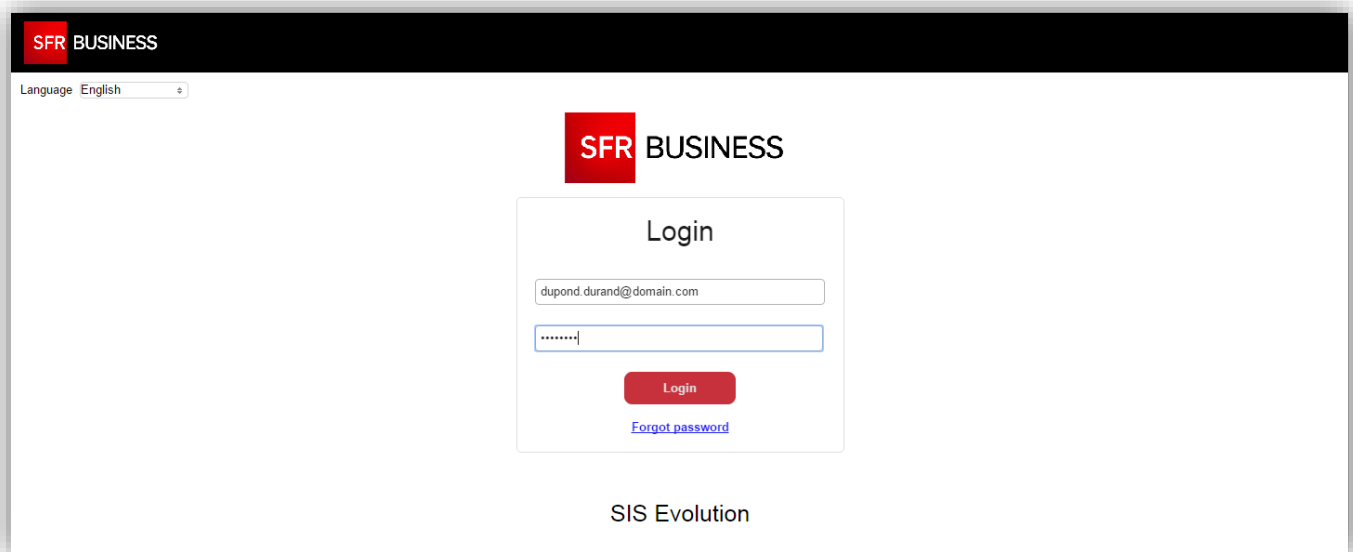 SFR BUSINESS
Language English
SFR BUSINESS
Login
dupond.durand@domain.com
••••••••
Login
Forgot password
SIS Evolution